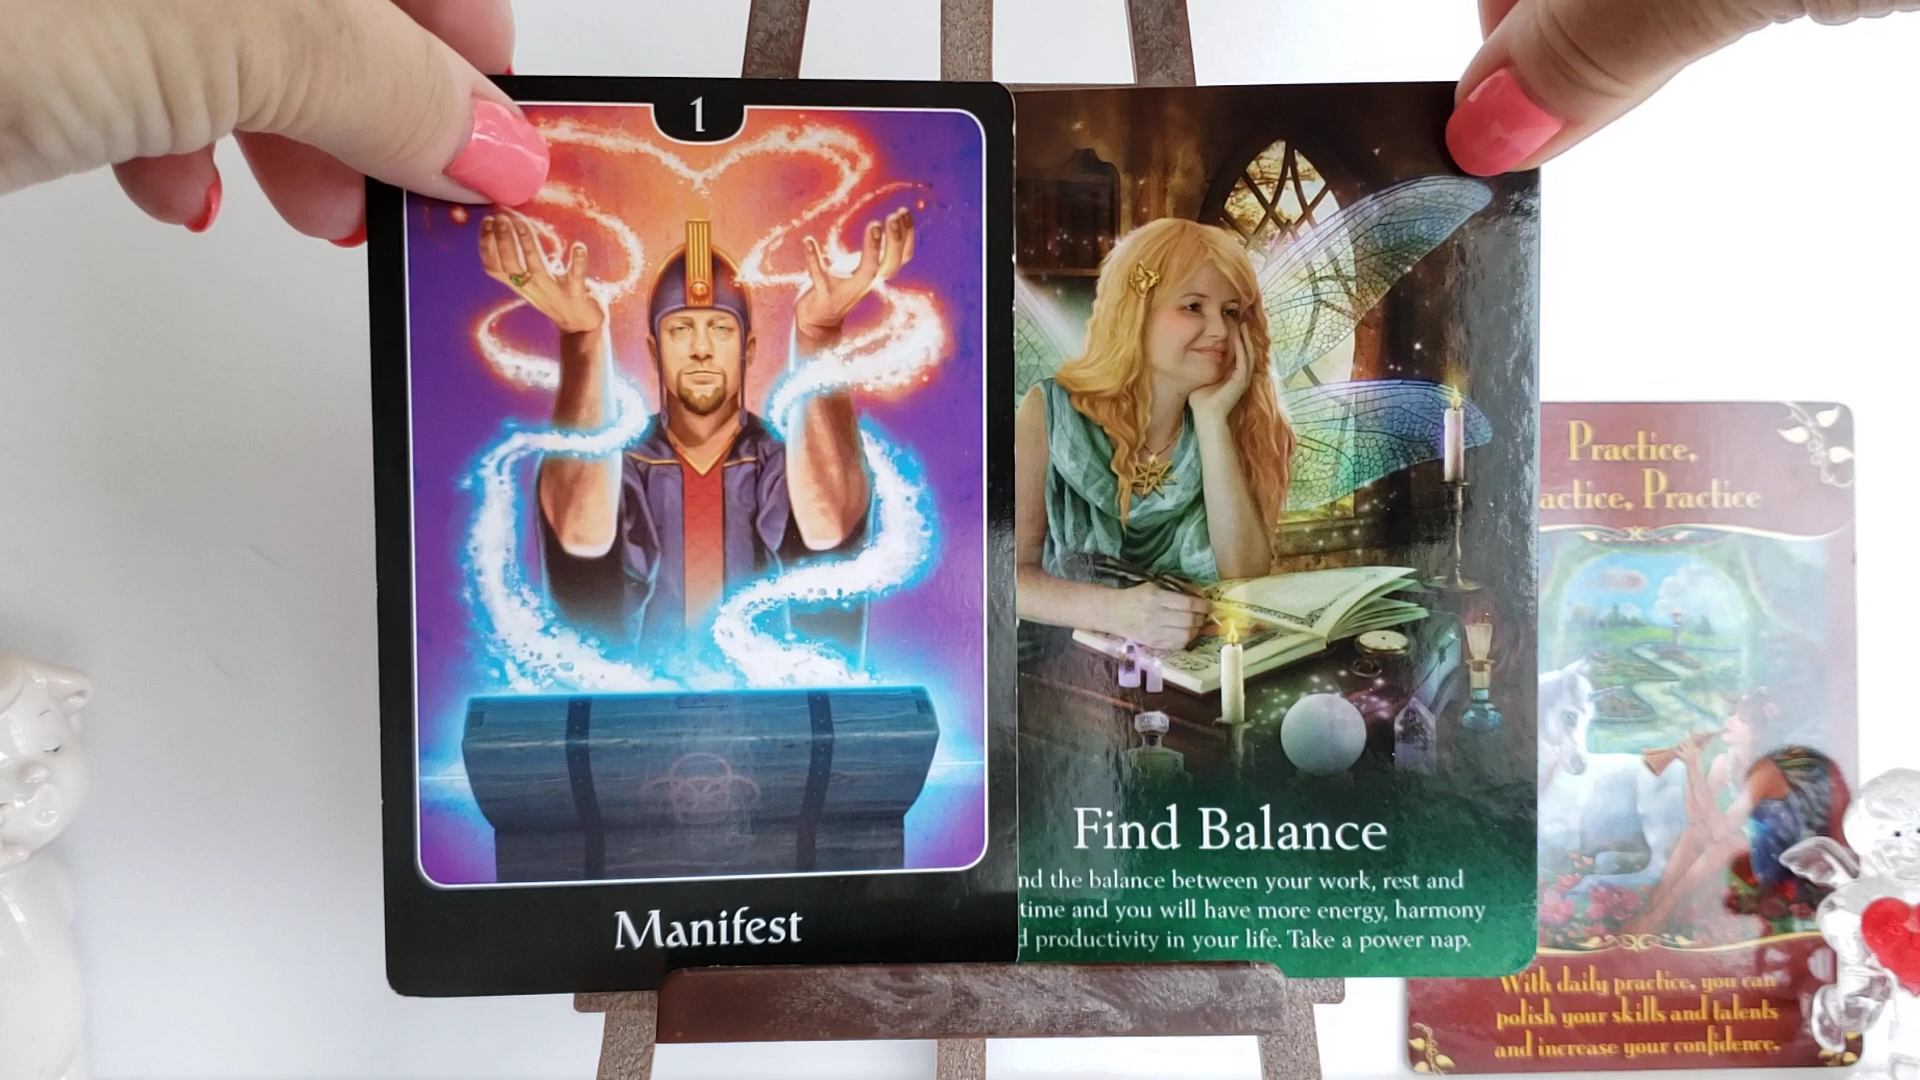 1
Manifest
Find Balance
nd the balance between your work, rest and
time and you will have more energy, harmony
d productivity in your life. Take a power nap.
Practice,
actice, Practice
With daily practice, you can
polish your skills and talents
and increase your confidence.